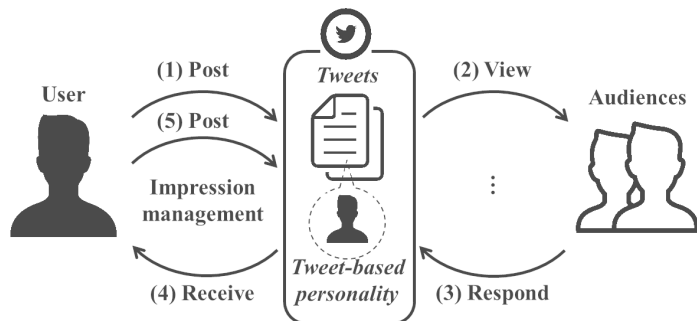 User
(1) Post
(5) Post
Impression
management
(4) Receive
Tweets
Tweet-based
personality
(2) View
Audiences
(3) Respond